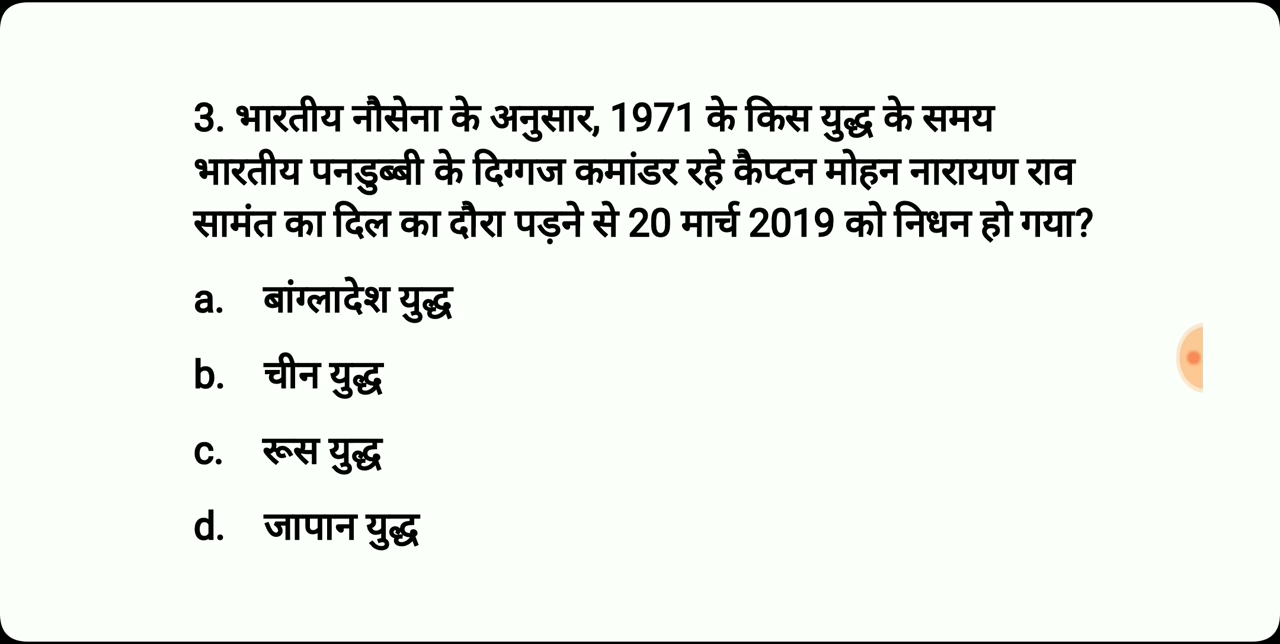 3. भारतीय नौसेना के अनुसार, 1971 के किस युद्ध के समय
भारतीय पनडुब्बी के दिग्गज कमांडर रहे कैप्टन मोहन नारायण राव
सामंत का दिल का दौरा पड़ने से 20 मार्च 2019 को निधन हो गया?
a. बांग्लादेश युद्ध
b. चीन युद्ध
c. रूस युद्ध
d. जापान युद्ध